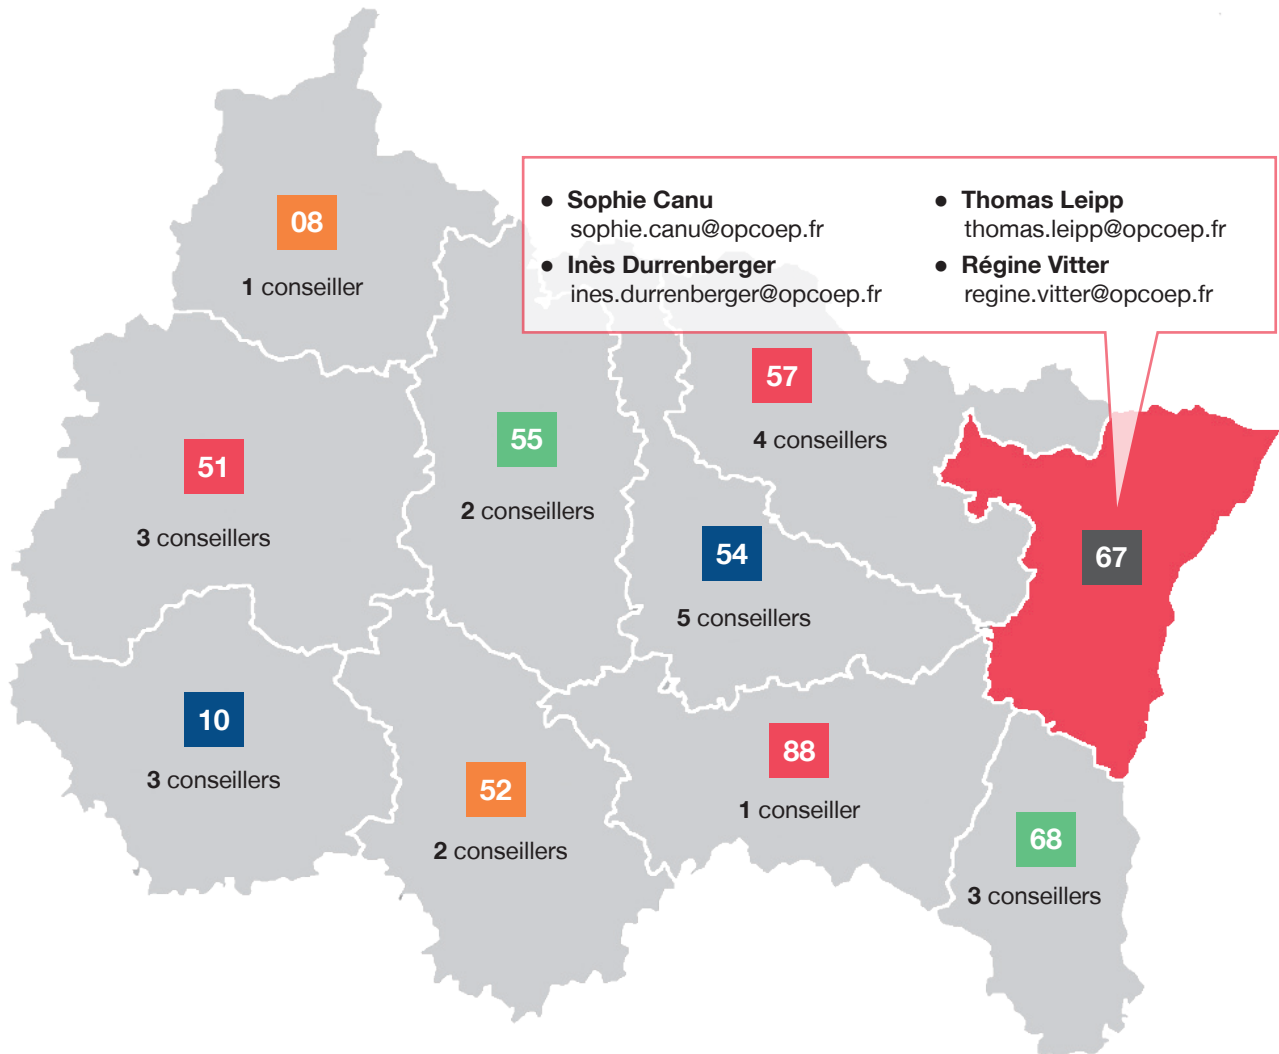 ● Sophie Canu
sophie.canu@opcoep.fr
● Inès Durrenberger
ines.durrenberger@opcoep.fr
● Thomas Leipp
thomas.leipp@opcoep.fr
● Régine Vitter
regine.vitter@opcoep.fr
08
1 conseiller
57
4 conseillers
55
2 conseillers
51
3 conseillers
54
5 conseillers
67
10
3 conseillers
88
1 conseiller
52
2 conseillers
68
3 conseillers